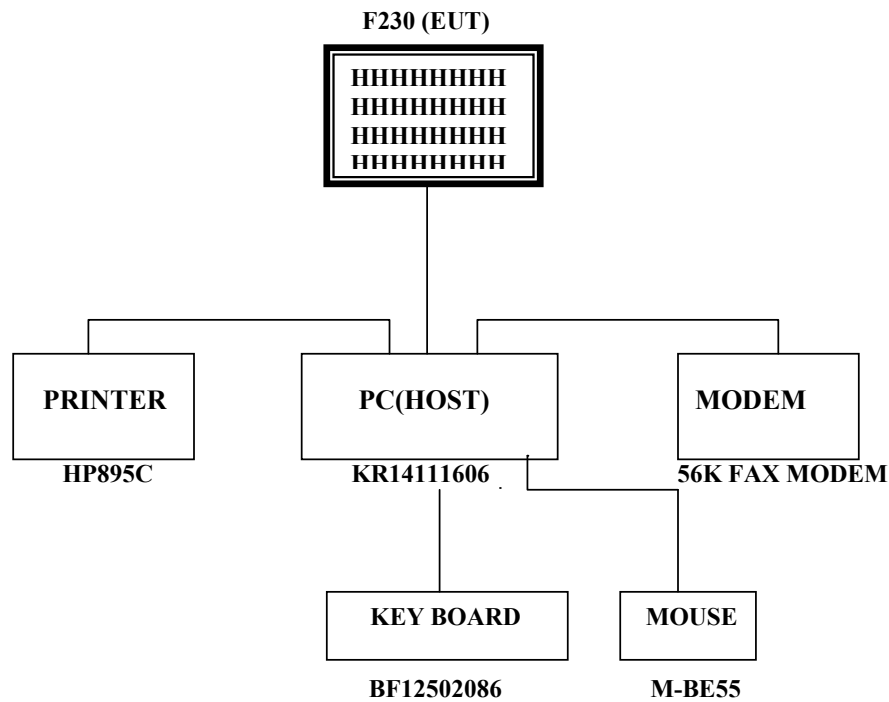 F230 (EUT)
HHHHHHHH
HHHHHHHH
HHHHHHHH
HHHHHHHH
PRINTER
PC(HOST)
MODEM
HP895C
KR14111606
56K FAX MODEM
KEY BOARD
MOUSE
BF12502086
M-BE55